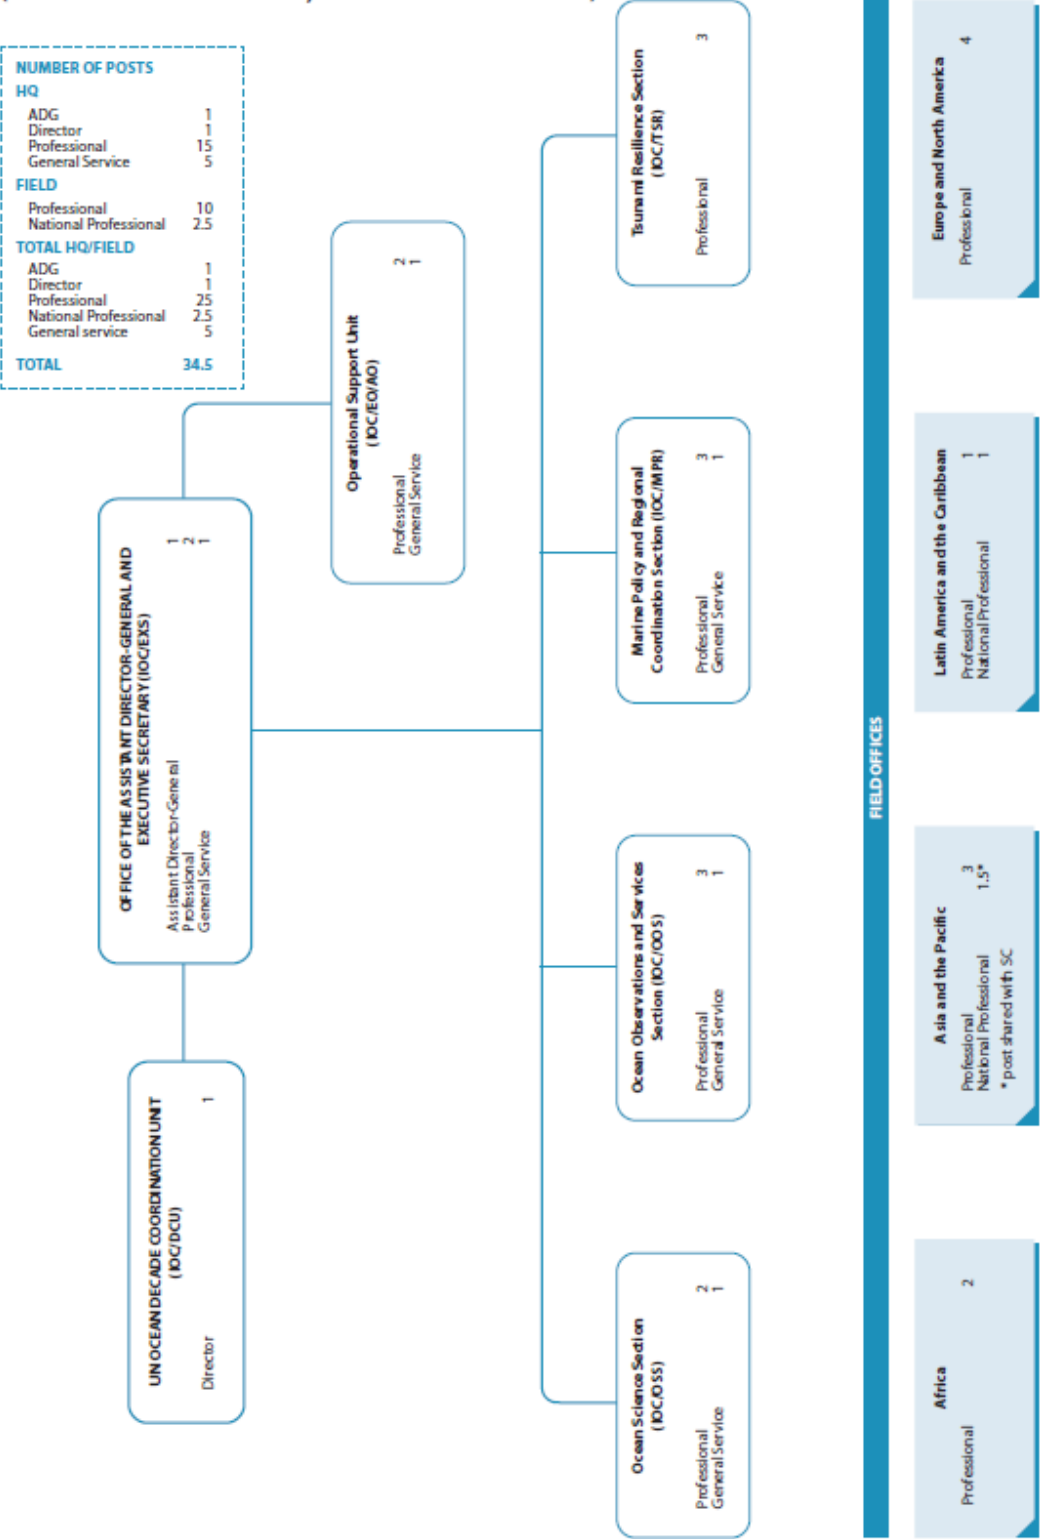 NUMBER OF POSTS
HQ
ADG 1
Director 1
Professional 15
General Service 5
FIELD
Professional 10
National Professional 2.5
TOTAL HQ/FIELD
ADG 1
Director 1
Professional 25
National Professional 2.5
General service 5
TOTAL 34.5
OFFICE OF THE ASSISTANT DIRECTOR-GENERAL AND
EXECUTIVE SECRETARY (IOC/EXS)
Assistant Director-General 1
Professional 2
General Service 1
UN OCEAN DECADE COORDINATION UNIT
(IOC/DCU)
Director 1
Operational Support Unit
(IOC/EO/AO)
Professional 2
General Service 1
Ocean Science Section
(IOC/OSS)
Professional 2
General Service 1
Ocean Observations and Services
Section (IOC/OOS)
Professional 3
General Service 1
Marine Policy and Regional
Coordination Section (IOC/MPR)
Professional 3
General Service 1
Tsunami Resilience Section
(IOC/TSR)
Professional 3
FIELD OFFICES
Africa
Professional 2
Asia and the Pacific
Professional 3
National Professional 1.5*
* post shared with SC
Latin America and the Caribbean
Professional 1
National Professional 1
Europe and North America
Professional 4